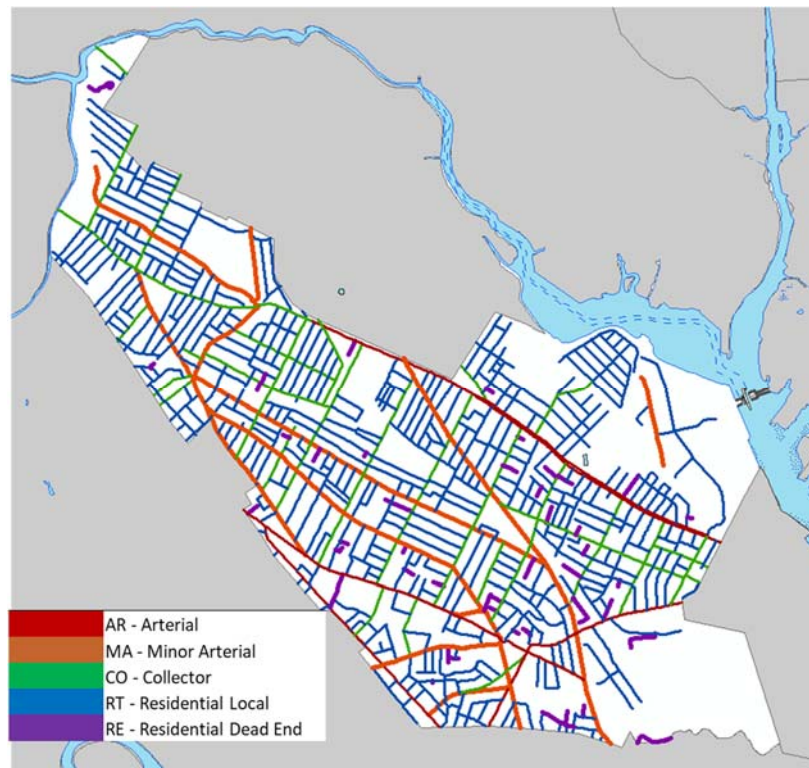 AR - Arterial
MA - Minor Arterial
CO - Collector
RT - Residential Local
RE - Residential Dead End